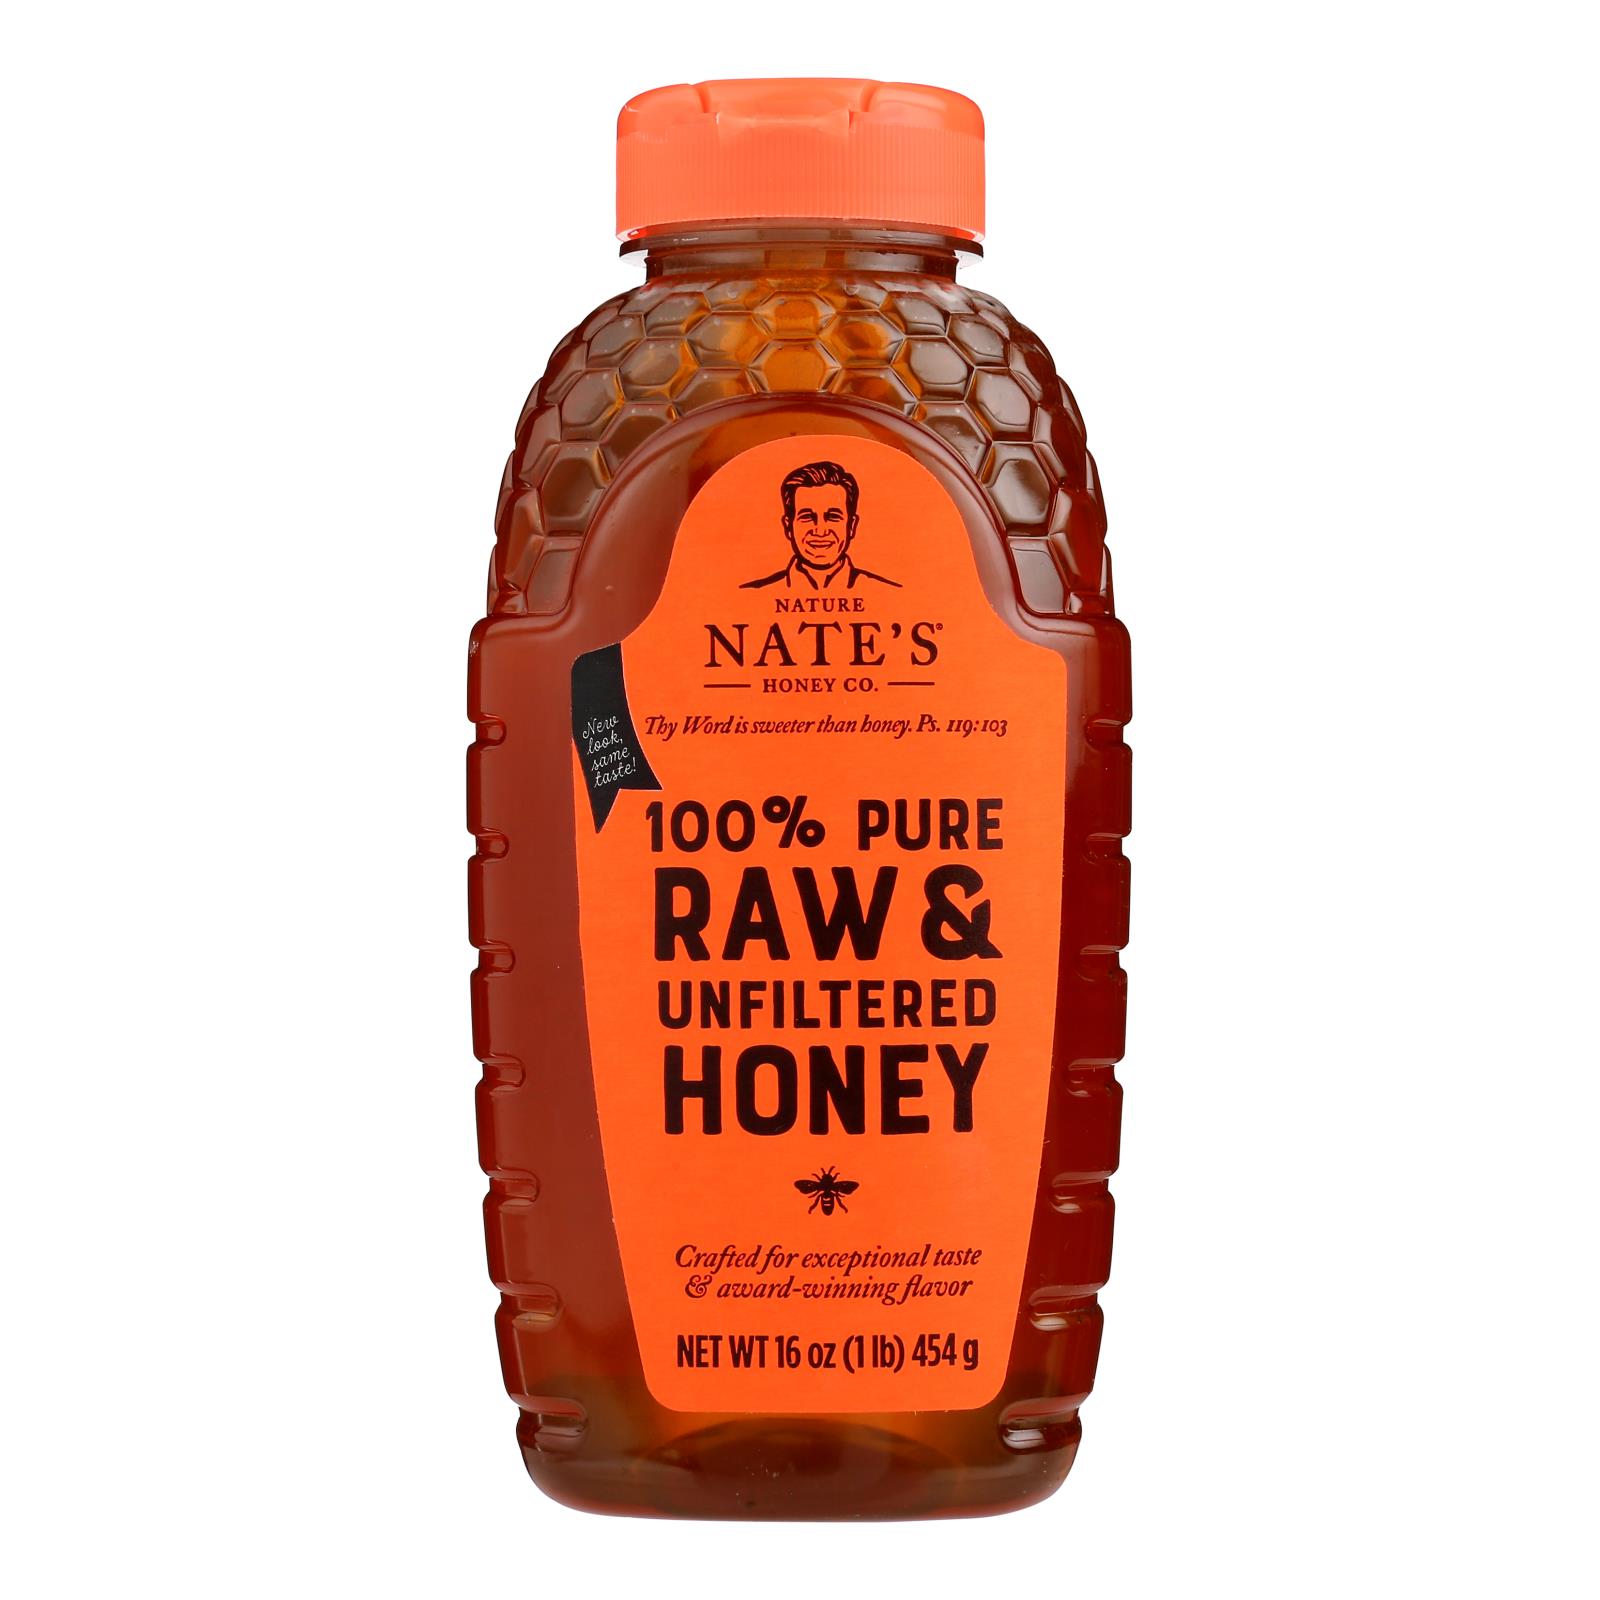 NATURE
NATE'S®
HONEY CO.
Thy Word is sweeter than honey. Ps. 119:103
New
look,
same
taste!
100% PURE
RAW &
UNFILTERED
HONEY
Crafted for exceptional taste
& award-winning flavor
NET WT 16 oz (1 lb) 454 g